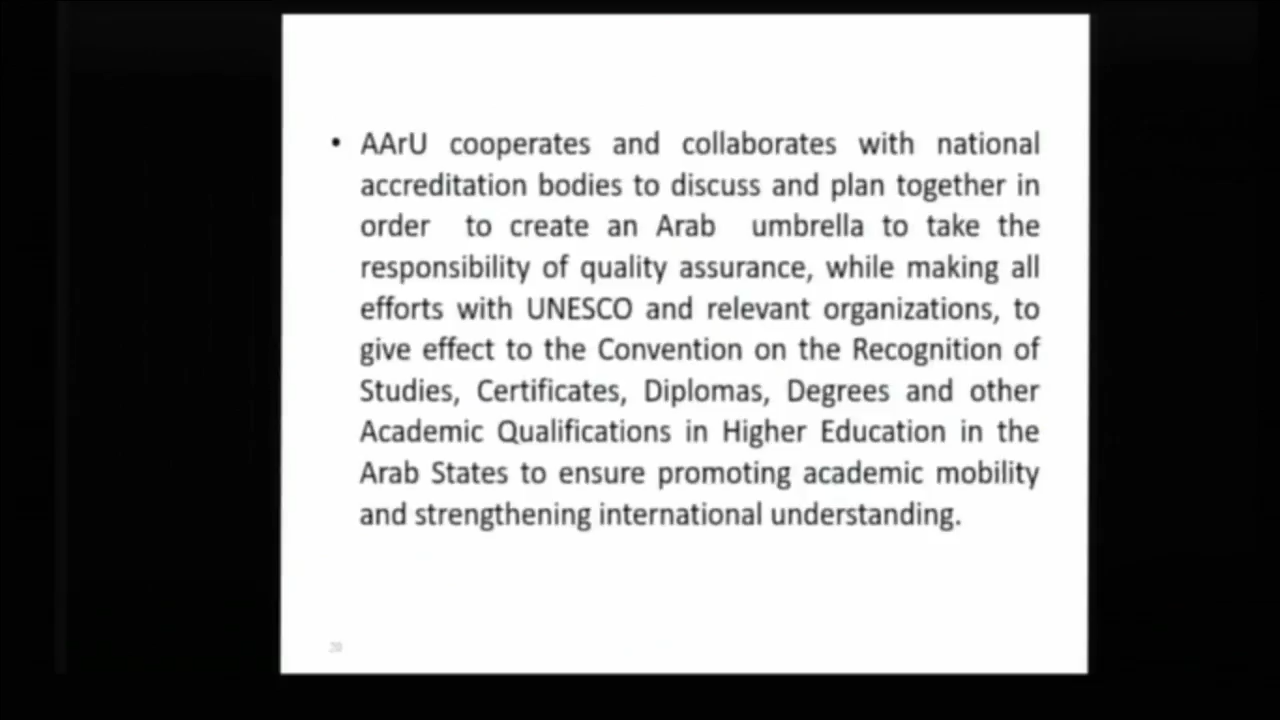 • AArU cooperates and collaborates with national
accreditation bodies to discuss and plan together in
order to create an Arab umbrella to take the
responsibility of quality assurance, while making all
efforts with UNESCO and relevant organizations, to
give effect to the Convention on the Recognition of
Studies, Certificates, Diplomas, Degrees and other
Academic Qualifications in Higher Education in the
Arab States to ensure promoting academic mobility
and strengthening international understanding.
20